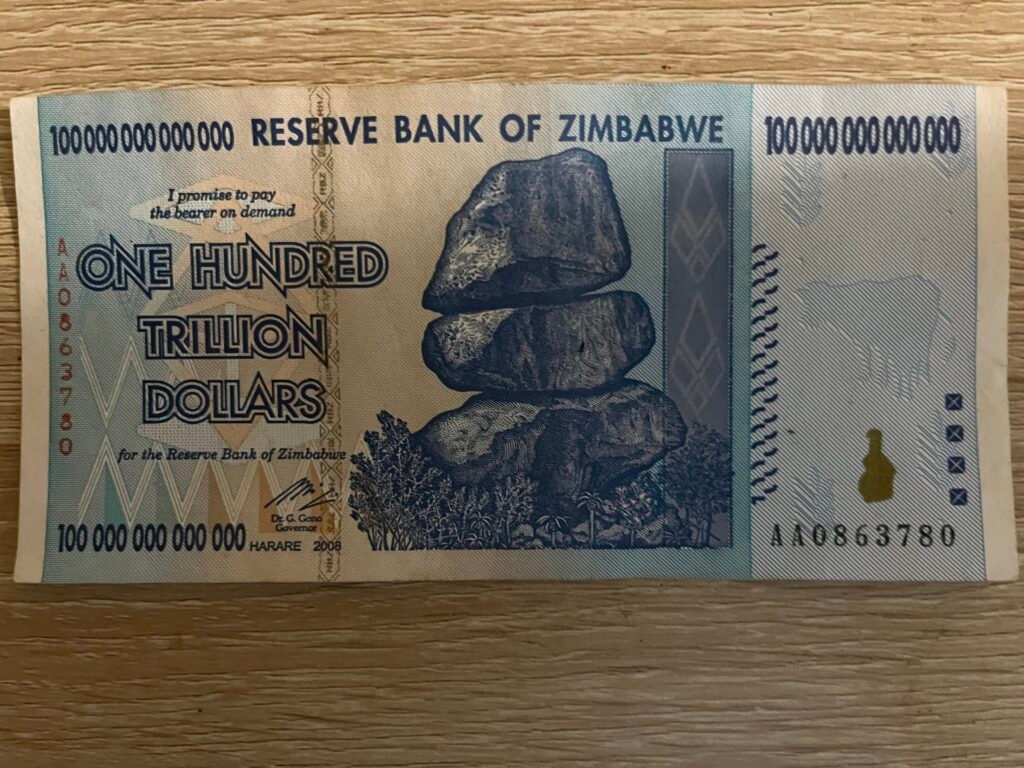 100 000 000 000 000 RESERVE BANK OF ZIMBABWE 100 000 000 000 000
I promise to pay
the bearer on demand
ONE HUNDRED
TRILLION
DOLLARS
for the Reserve Bank of Zimbabwe
Dr. G. Gono
Governor
100 000 000 000 000 HARARE 2008
AA0863780
AA0863780